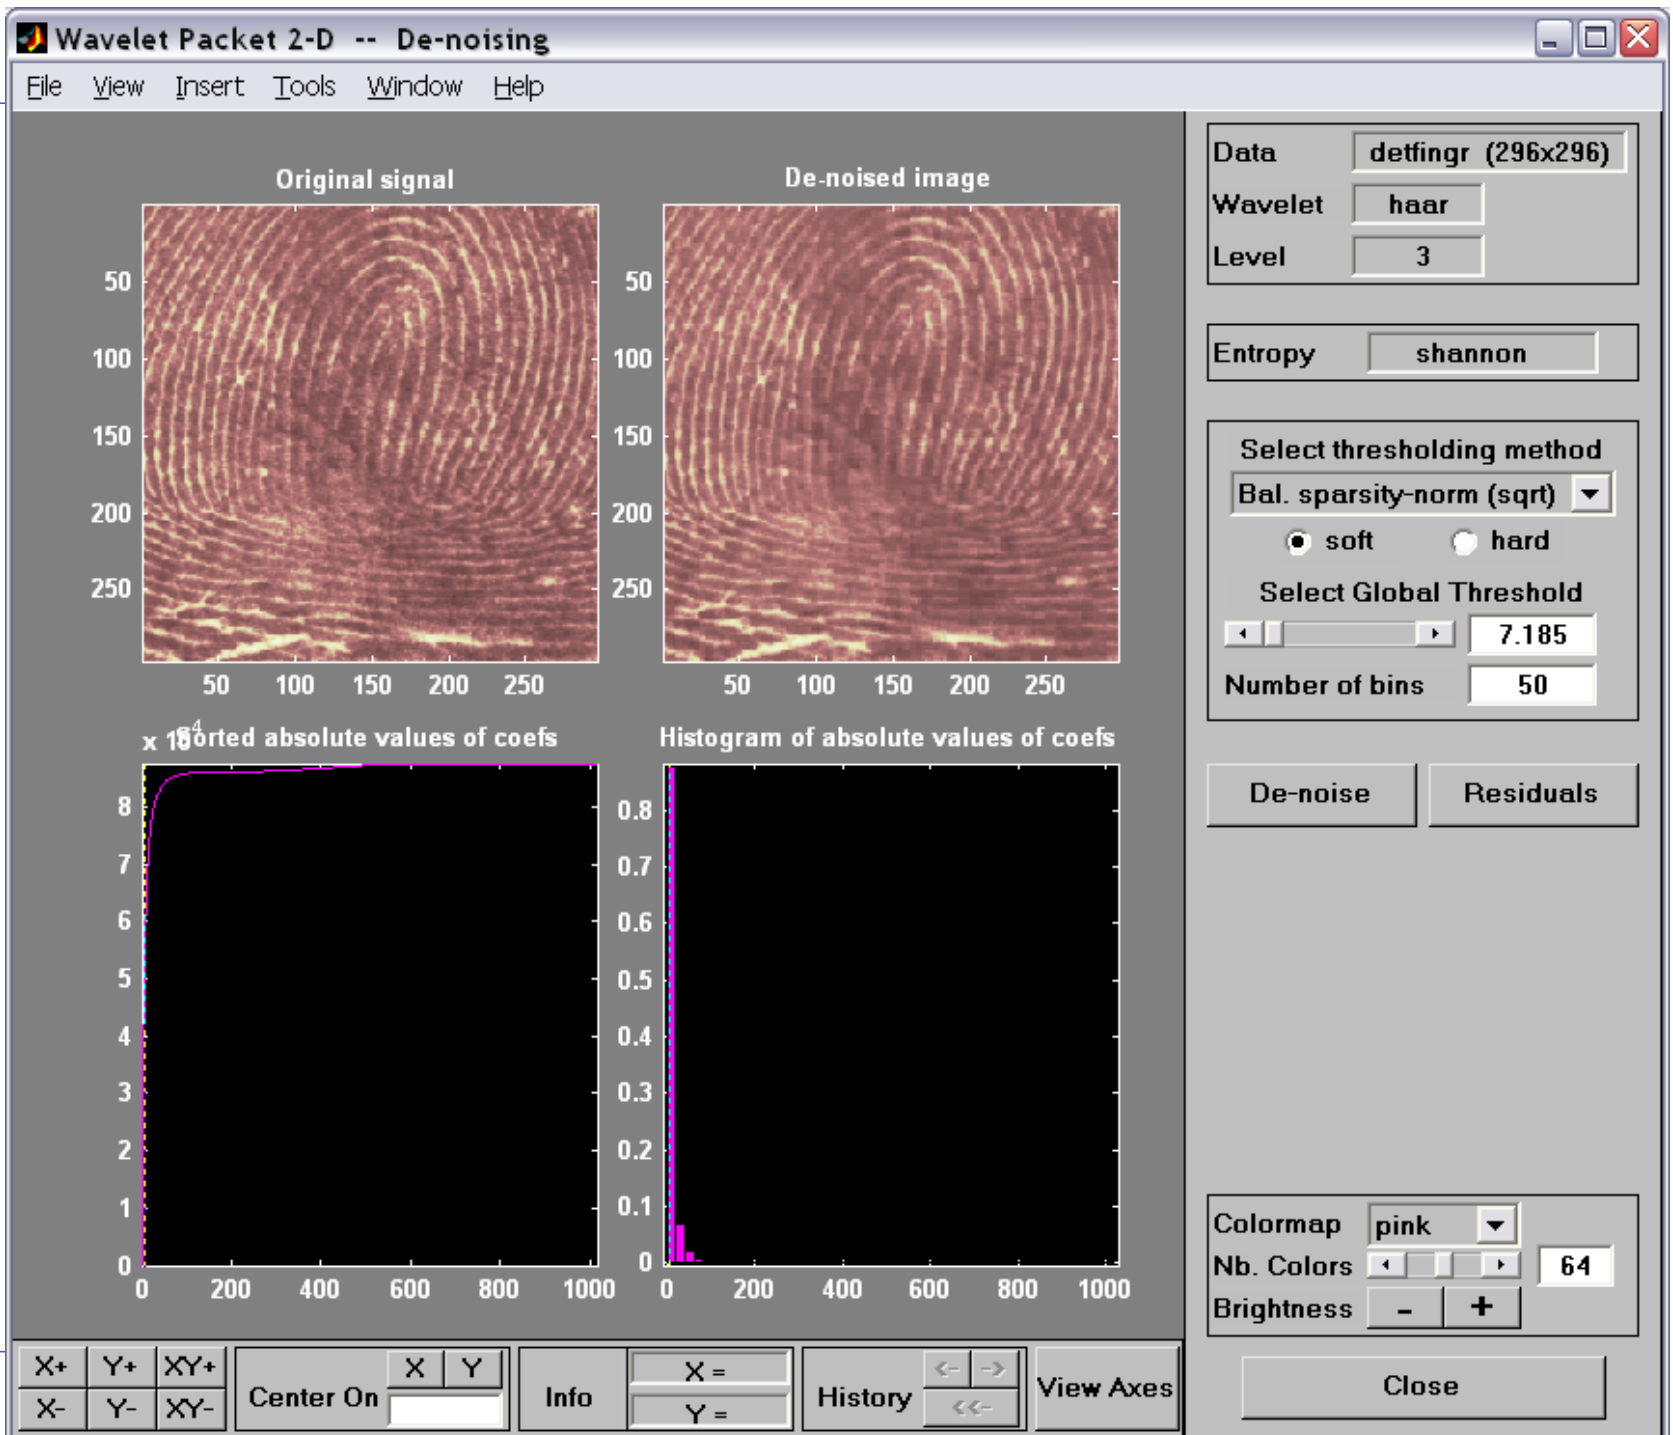 Wavelet Packet 2-D -- De-noising
File View Insert Tools Window Help
Original signal
50
100
150
200
250
50 100 150 200 250
De-noised image
50
100
150
200
250
50 100 150 200 250
x 10^4
Sorted absolute values of coefs
8
7
6
5
4
3
2
1
0
0 200 400 600 800 1000
Histogram of absolute values of coefs
0.8
0.7
0.6
0.5
0.4
0.3
0.2
0.1
0
0 200 400 600 800 1000
Data detfingr (296x296)
Wavelet haar
Level 3
Entropy shannon
Select thresholding method
Bal. sparsity-norm (sqrt)
soft hard
Select Global Threshold
7.185
Number of bins 50
De-noise Residuals
Colormap pink
Nb. Colors 64
Brightness - +
Close
X+ Y+ XY+
X- Y- XY-
Center On X Y
Info X =
Y =
History <- ->
<<-
View Axes